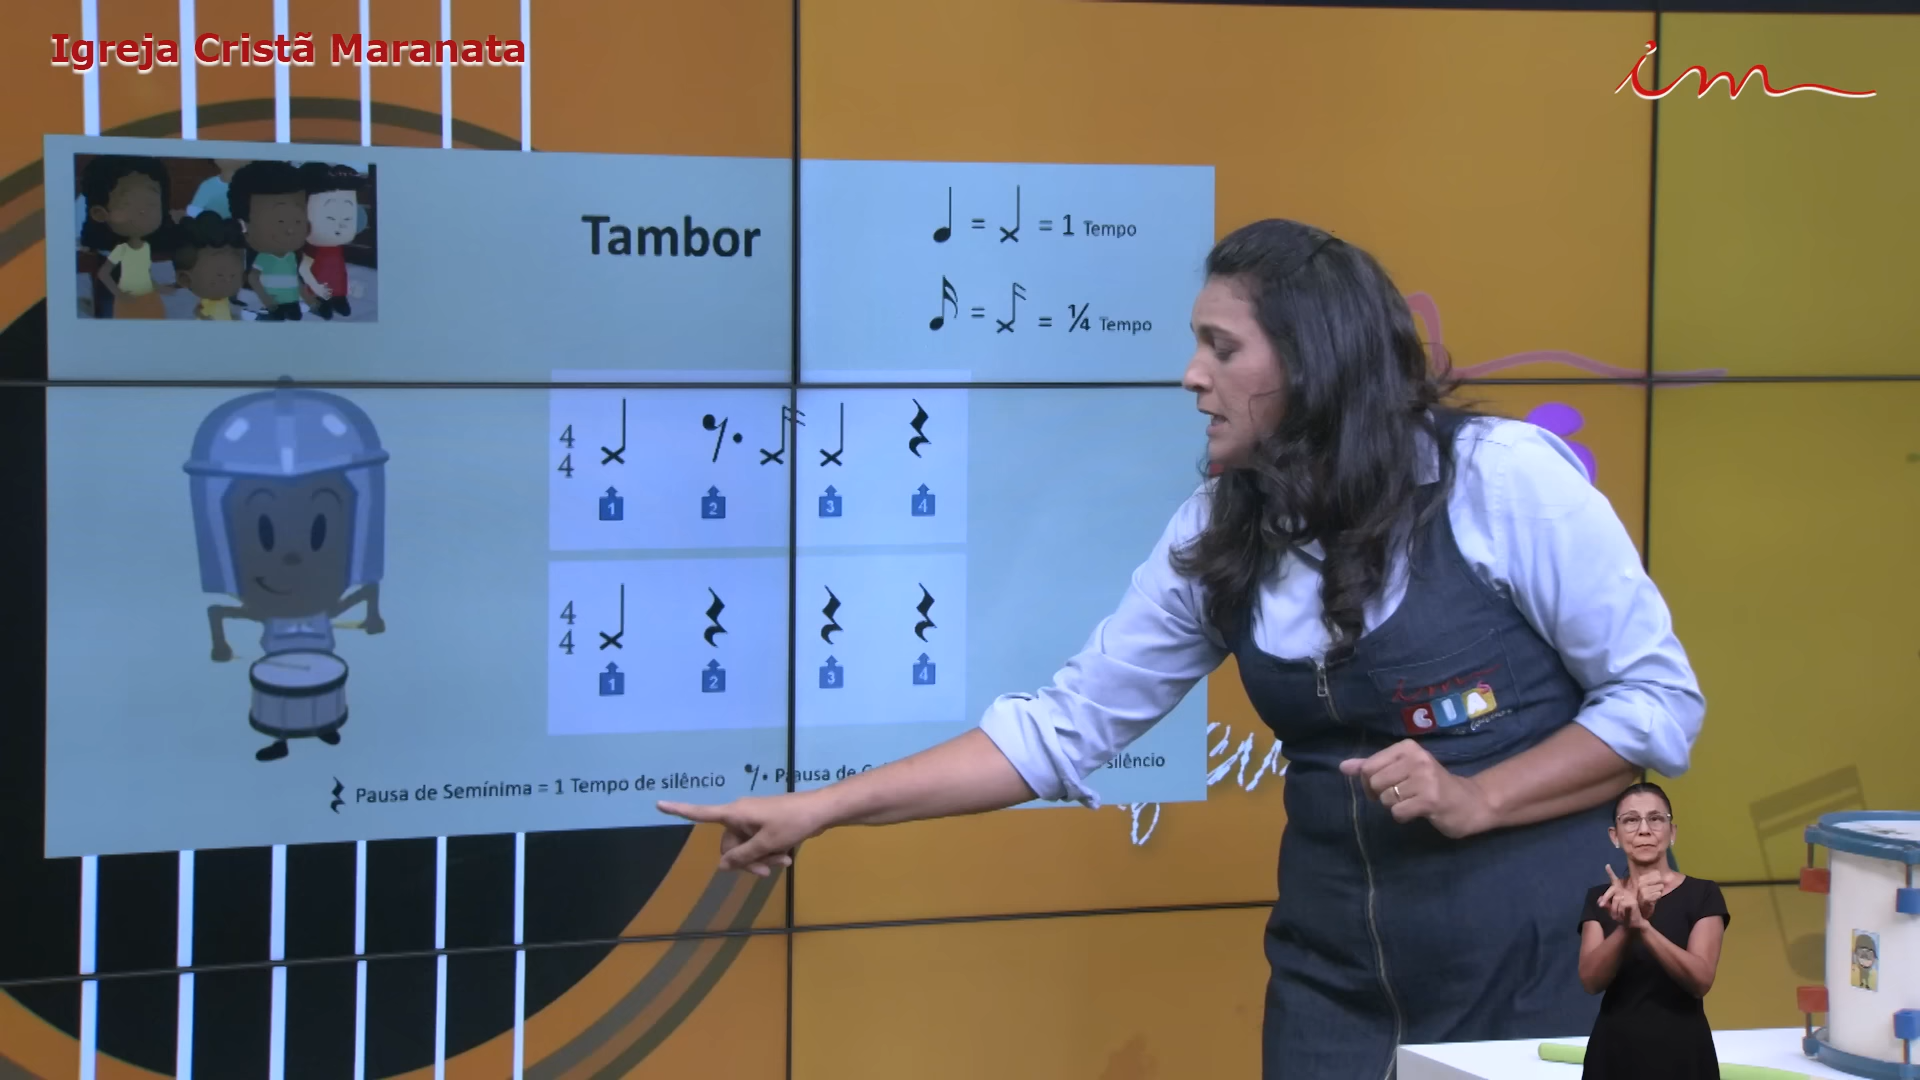 Igreja Cristã Maranata
Tambor
= = 1 Tempo
= = ¼ Tempo
4
4
1 2 3 4
4
4
1 2 3 4
Pausa de Semínima = 1 Tempo de silêncio
Pausa de
silêncio
CIAS